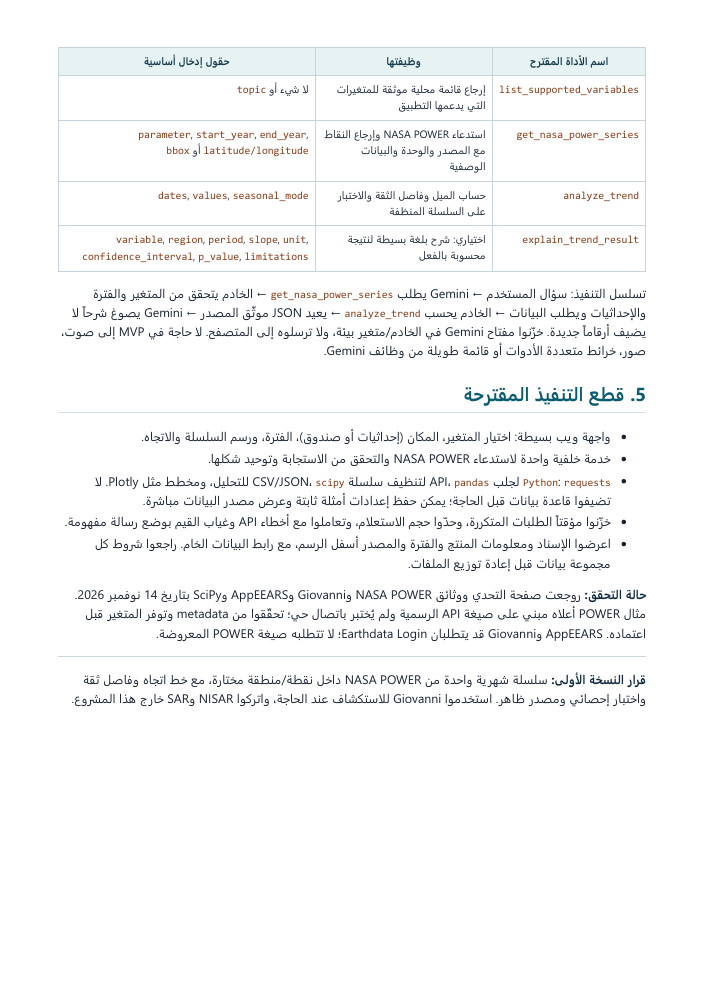 اسم الأداة المقترح	وظيفتها	حقول إدخال أساسية
list_supported_variables	إرجاع قائمة محلية موثقة للمتغيرات	لا شيء أو topic
التي يدعمها التطبيق
get_nasa_power_series	استدعاء NASA POWER وإرجاع النقاط	parameter, start_year, end_year,
مع المصدر والوحدة والبيانات	bbox أو latitude/longitude
الوصفية
analyze_trend	حساب الميل وفاصل الثقة والاختبار	dates, values, seasonal_mode
على السلسلة المنظفة
explain_trend_result	اختياري: شرح بلغة بسيطة لنتيجة	variable, region, period, slope, unit,
محسوبة بالفعل	confidence_interval, p_value, limitations
تسلسل التنفيذ: سؤال المستخدم ← Gemini يطلب get_nasa_power_series ← الخادم يتحقق من المتغير والفترة
والإحداثيات ويطلب البيانات ← الخادم يحسب analyze_trend ← يعيد JSON موثّق المصدر ← Gemini يصوغ شرحاً لا
يضيف أرقاماً جديدة. خزّنوا مفتاح Gemini في الخادم/متغير بيئة، ولا ترسلوه إلى المتصفح. لا حاجة في MVP إلى صوت،
صور، خرائط متعددة الأدوات أو قائمة طويلة من وظائف Gemini.
5. قطع التنفيذ المقترحة
• واجهة ويب بسيطة: اختيار المتغير، المكان (إحداثيات أو صندوق)، الفترة، ورسم السلسلة والاتجاه.
• خدمة خلفية واحدة لاستدعاء NASA POWER والتحقق من الاستجابة وتوحيد شكلها.
• Python: requests لجلب API، pandas لتنظيف سلسلة CSV/JSON، scipy للتحليل، ومخطط مثل Plotly. لا
تضيفوا قاعدة بيانات قبل الحاجة؛ يمكن حفظ إعدادات أمثلة ثابتة وعرض مصدر البيانات مباشرة.
• خزّنوا مؤقتاً الطلبات المتكررة، وحدّوا حجم الاستعلام، وتعاملوا مع أخطاء API وغياب القيم بوضع رسالة مفهومة.
• اعرضوا الإسناد ومعلومات المنتج والفترة والمصدر أسفل الرسم، مع رابط البيانات الخام. راجعوا شروط كل
مجموعة بيانات قبل إعادة توزيع الملفات.
حالة التحقق: روجعت صفحة التحدي ووثائق NASA POWER وGiovanni وAppEEARS وSciPy بتاريخ 14 نوفمبر 2026.
مثال POWER أعلاه مبني على صيغة API الرسمية ولم يُختبر باتصال حي؛ تحقّقوا من metadata وتوفر المتغير قبل
اعتماده. AppEEARS وGiovanni قد يتطلبان Earthdata Login؛ لا تتطلبه صيغة POWER المعروضة.
قرار النسخة الأولى: سلسلة شهرية واحدة من NASA POWER داخل نقطة/منطقة مختارة، مع خط اتجاه وفاصل ثقة
واختبار إحصائي ومصدر ظاهر. استخدموا Giovanni للاستكشاف عند الحاجة، واتركوا NISAR وSAR خارج هذا المشروع.